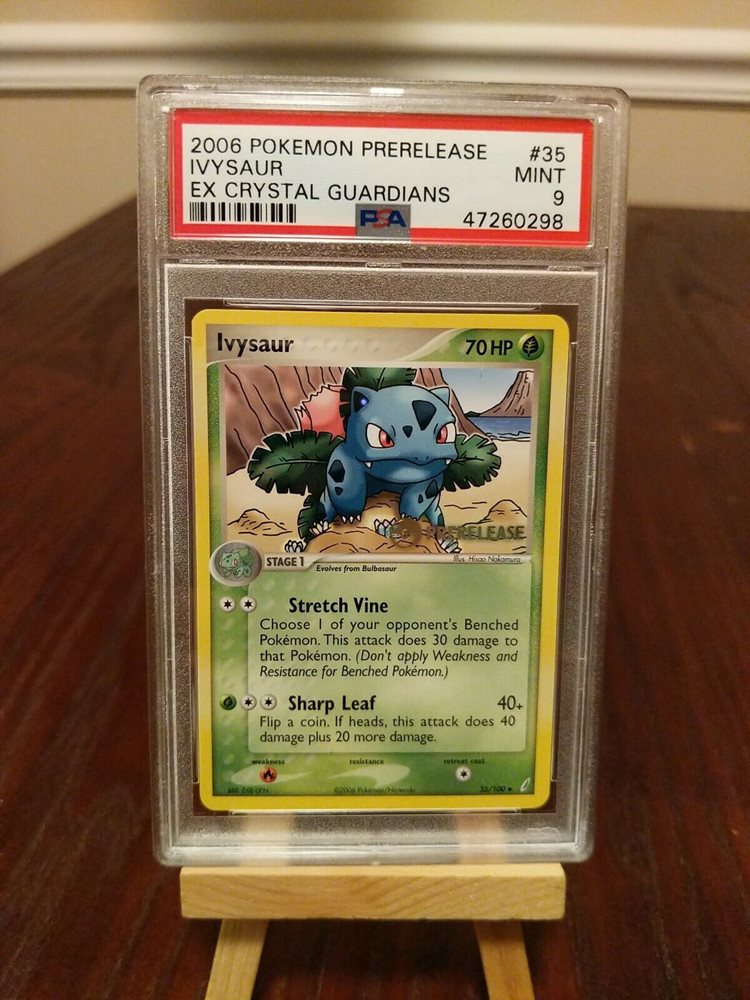 2006 POKEMON PRERELEASE #35
IVYSAUR MINT
EX CRYSTAL GUARDIANS 9
PSA 47260298
Ivysaur 70 HP
PRERELEASE
STAGE 1 Evolves from Bulbasaur Illus. Hisao Nakamura
Stretch Vine
Choose 1 of your opponent's Benched
Pokémon. This attack does 30 damage to
that Pokémon. (Don't apply Weakness and
Resistance for Benched Pokémon.)
Sharp Leaf 40+
Flip a coin. If heads, this attack does 40
damage plus 20 more damage.
weakness resistance retreat cost
©2006 Pokémon/Nintendo 35/100